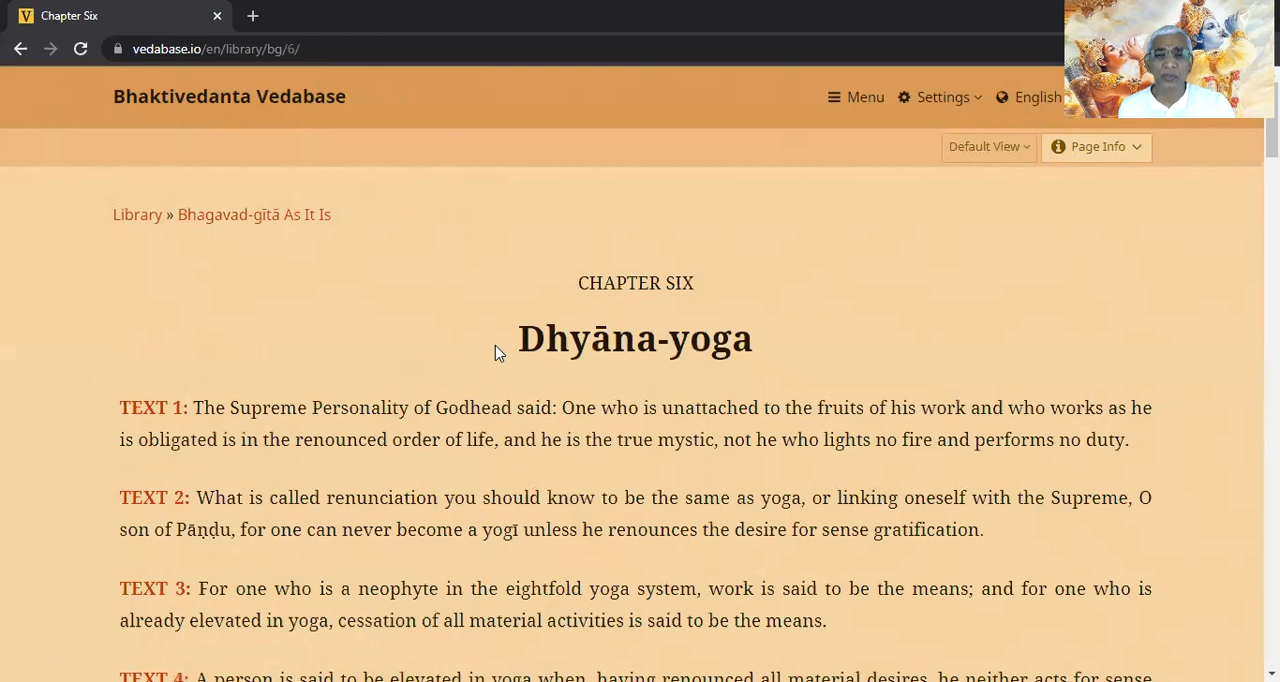 Chapter Six
vedabase.io/en/library/bg/6/
Bhaktivedanta Vedabase
Menu Settings English
Default View Page Info
Library » Bhagavad-gītā As It Is
CHAPTER SIX
Dhyāna-yoga
TEXT 1: The Supreme Personality of Godhead said: One who is unattached to the fruits of his work and who works as he
is obligated is in the renounced order of life, and he is the true mystic, not he who lights no fire and performs no duty.
TEXT 2: What is called renunciation you should know to be the same as yoga, or linking oneself with the Supreme, O
son of Pāṇḍu, for one can never become a yogī unless he renounces the desire for sense gratification.
TEXT 3: For one who is a neophyte in the eightfold yoga system, work is said to be the means; and for one who is
already elevated in yoga, cessation of all material activities is said to be the means.
TEXT 4: A person is said to be elevated in yoga when, having renounced all material desires, he neither acts for sense